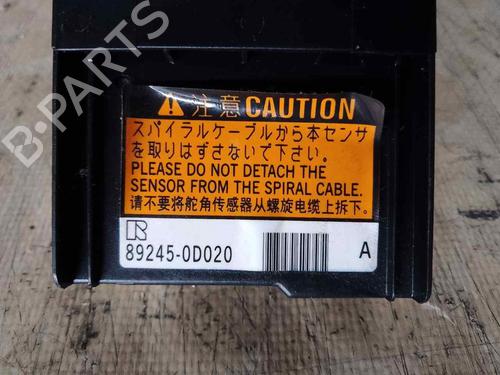 B-PARTS
注意 CAUTION
スパイラルケーブルから本センサ
を取りはずさないで下さい。
PLEASE DO NOT DETACH THE
SENSOR FROM THE SPIRAL CABLE.
请不要将舵角传感器从螺旋电缆上拆下。
R
89245-0D020
A